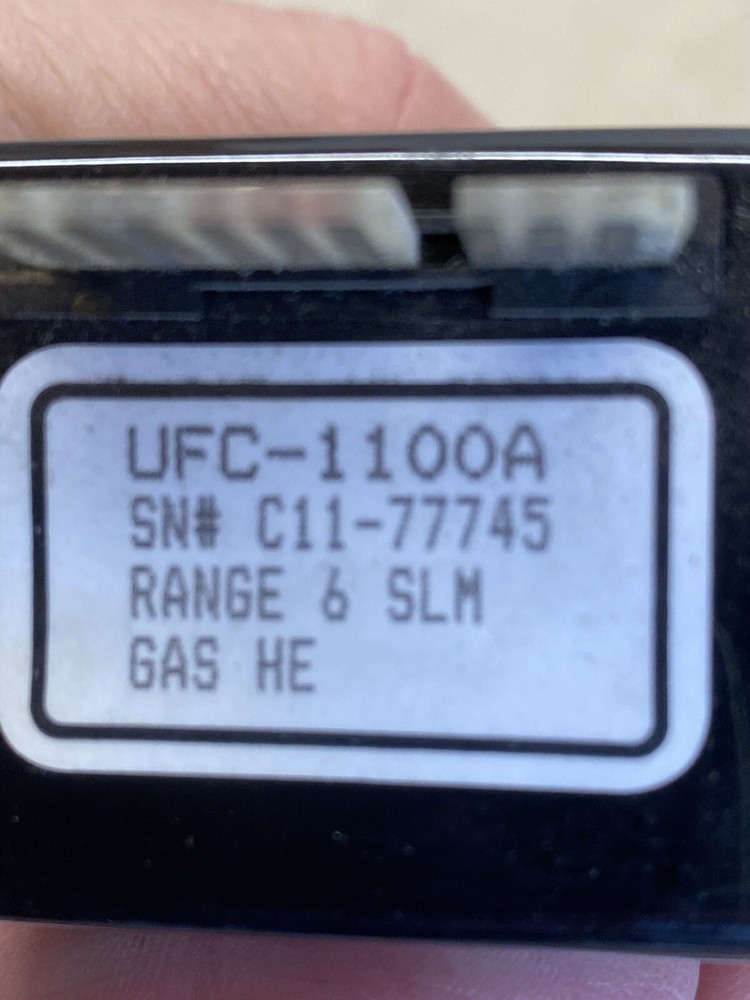 UFC-1100A
SN# C11-77745
RANGE 6 SLM
GAS HE